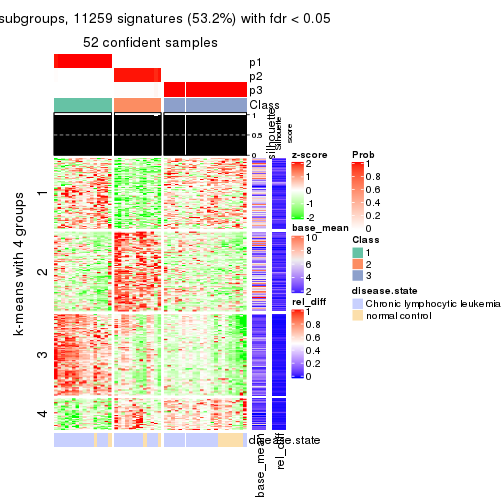 subgroups, 11259 signatures (53.2%) with fdr < 0.05
52 confident samples
p1
p2
p3
Class
1
0.5
0
silhouette
Silhouette
score
k-means with 4 groups
1
2
3
4
disease.state
base_mean
rel_diff
z-score
2
1
0
-1
-2
base_mean
10
8
6
4
2
rel_diff
1
0.8
0.6
0.4
0.2
0
Prob
1
0.8
0.6
0.4
0.2
0
Class
1
2
3
disease.state
Chronic lymphocytic leukemia
normal control